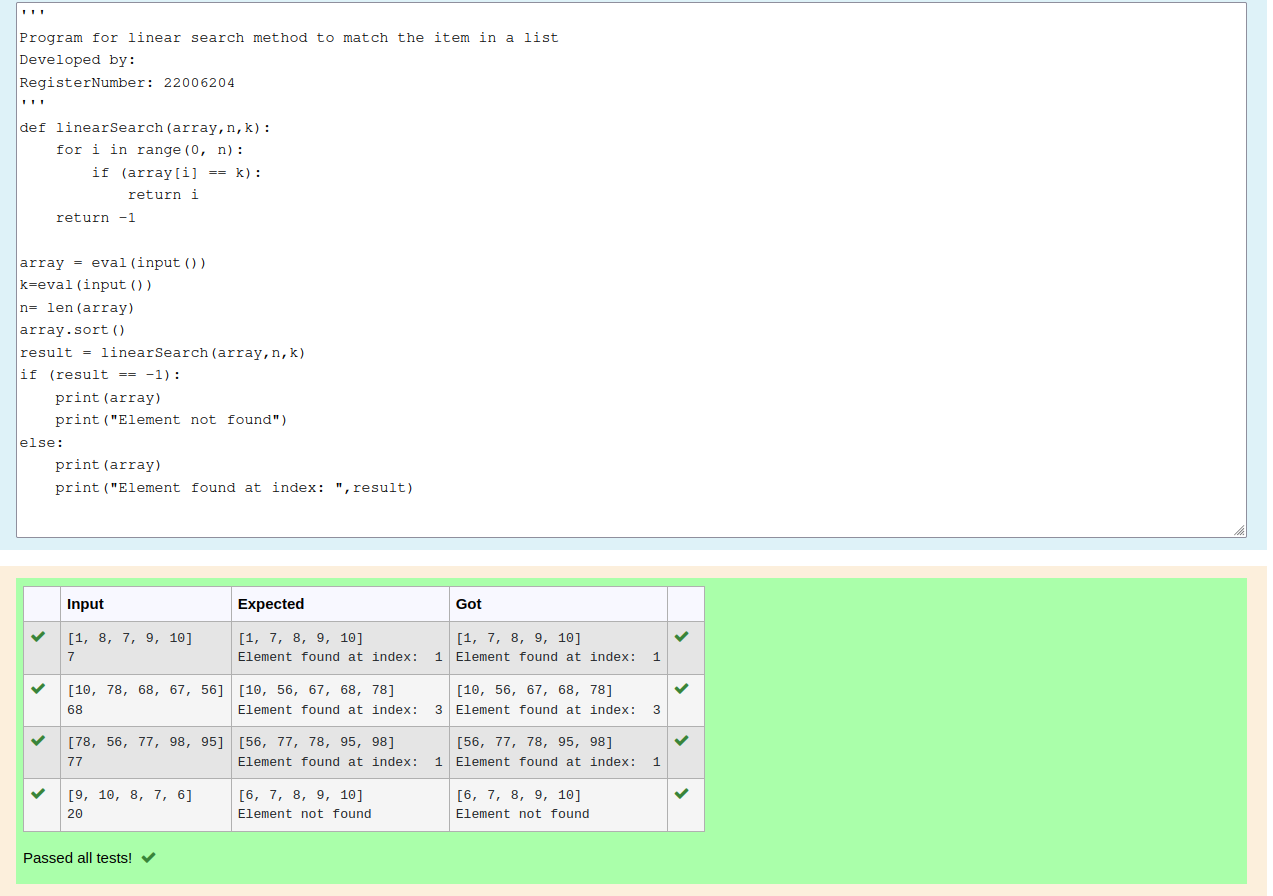 '''
Program for linear search method to match the item in a list
Developed by:
RegisterNumber: 22006204
'''
def linearSearch(array,n,k):
    for i in range(0, n):
        if (array[i] == k):
            return i
    return -1

array = eval(input())
k=eval(input())
n= len(array)
array.sort()
result = linearSearch(array,n,k)
if (result == -1):
    print(array)
    print("Element not found")
else:
    print(array)
    print("Element found at index: ",result)
Input Expected Got
[1, 8, 7, 9, 10] [1, 7, 8, 9, 10] [1, 7, 8, 9, 10]
7 Element found at index:  1 Element found at index:  1
[10, 78, 68, 67, 56] [10, 56, 67, 68, 78] [10, 56, 67, 68, 78]
68 Element found at index:  3 Element found at index:  3
[78, 56, 77, 98, 95] [56, 77, 78, 95, 98] [56, 77, 78, 95, 98]
77 Element found at index:  1 Element found at index:  1
[9, 10, 8, 7, 6] [6, 7, 8, 9, 10] [6, 7, 8, 9, 10]
20 Element not found Element not found
Passed all tests!